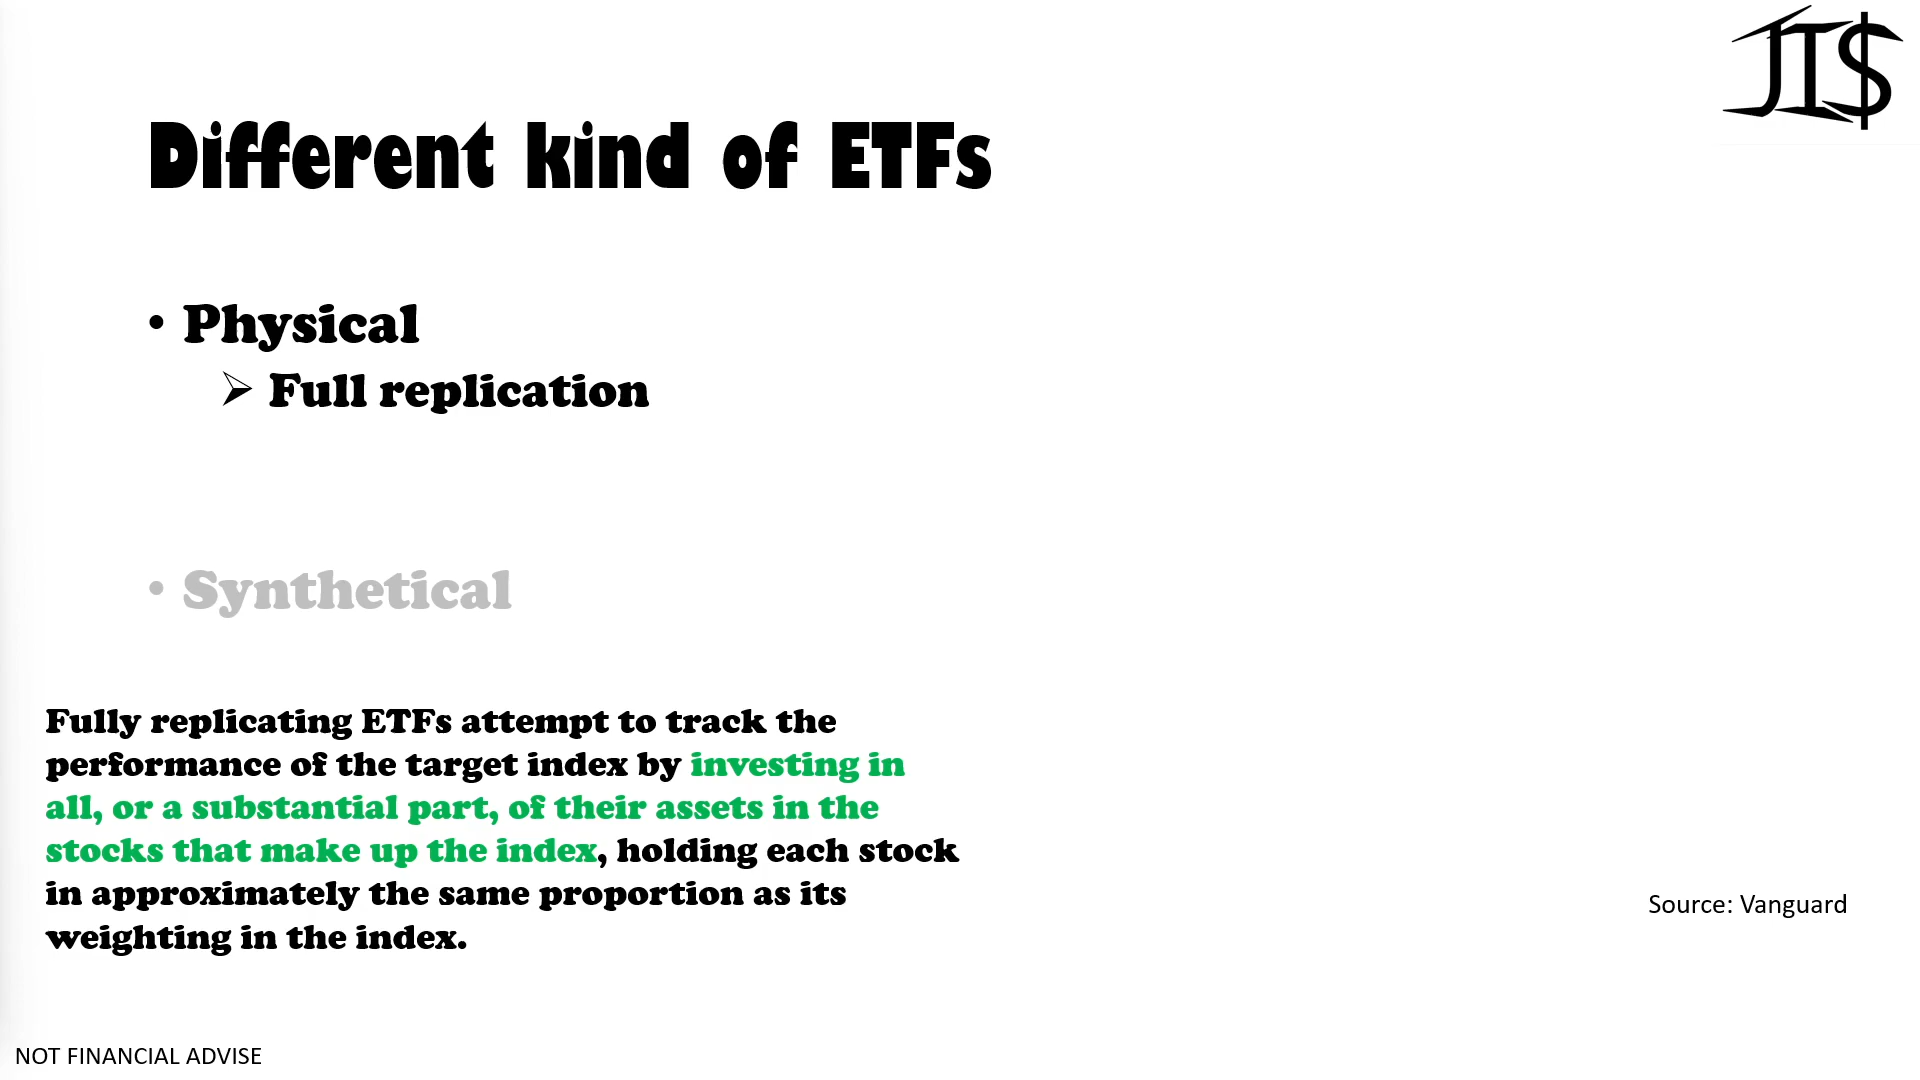 JI$
Different kind of ETFs
• Physical
➢ Full replication
• Synthetical
Fully replicating ETFs attempt to track the
performance of the target index by investing in
all, or a substantial part, of their assets in the
stocks that make up the index, holding each stock
in approximately the same proportion as its
weighting in the index.
Source: Vanguard
NOT FINANCIAL ADVISE